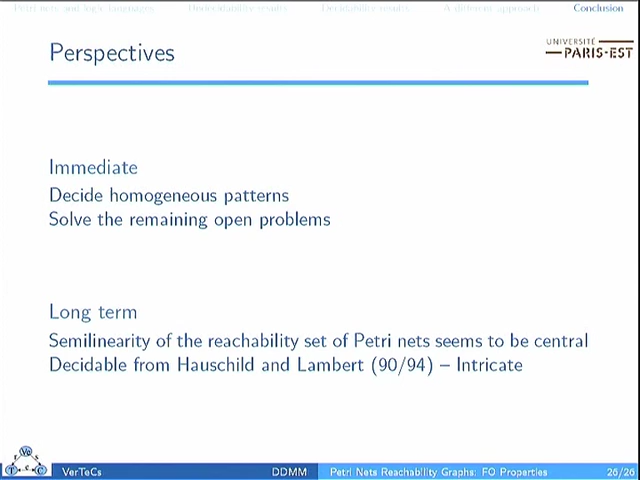 Petri nets and logic languages Undecidability results Decidability results A different approach Conclusion
Perspectives
UNIVERSITÉ
PARIS-EST
Immediate
Decide homogeneous patterns
Solve the remaining open problems
Long term
Semilinearity of the reachability set of Petri nets seems to be central
Decidable from Hauschild and Lambert (90/94) – Intricate
VerTeCs DDMM Petri Nets Reachability Graphs: FO Properties 26/26